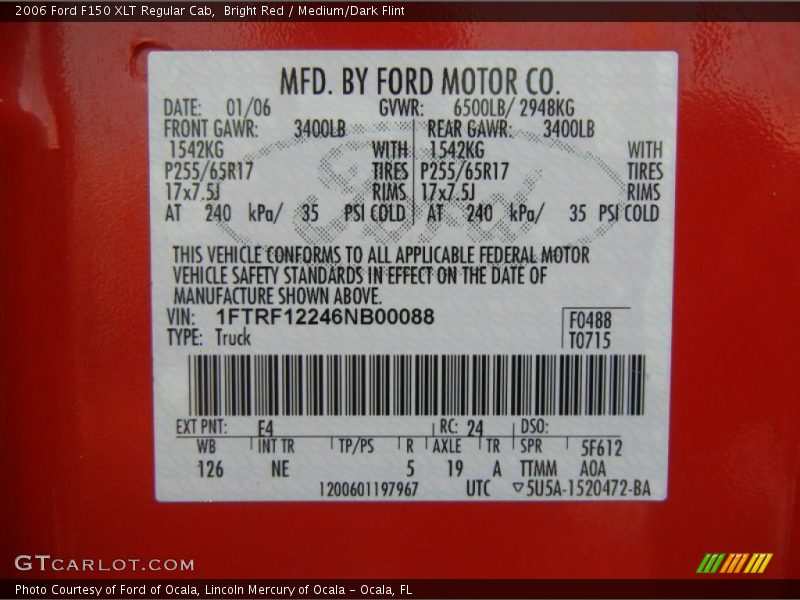 2006 Ford F150 XLT Regular Cab,  Bright Red / Medium/Dark Flint
MFD. BY FORD MOTOR CO.
DATE: 01/06 GVWR: 6500LB/ 2948KG
FRONT GAWR: 3400LB REAR GAWR: 3400LB
1542KG WITH 1542KG WITH
P255/65R17 TIRES P255/65R17 TIRES
17x7.5J RIMS 17x7.5J RIMS
AT 240 kPa/ 35 PSI COLD AT 240 kPa/ 35 PSI COLD
Ford
THIS VEHICLE CONFORMS TO ALL APPLICABLE FEDERAL MOTOR
VEHICLE SAFETY STANDARDS IN EFFECT ON THE DATE OF
MANUFACTURE SHOWN ABOVE.
VIN: 1FTRF12246NB00088 F0488
TYPE: Truck T0715
EXT PNT: E4 RC: 24 DSO:
WB INT TR TP/PS R AXLE TR SPR 5F612
126 NE 5 19 A TTMM A0A
1200601197967 UTC ▽5U5A-1520472-BA
GTCARLOT.COM
Photo Courtesy of Ford of Ocala, Lincoln Mercury of Ocala - Ocala, FL